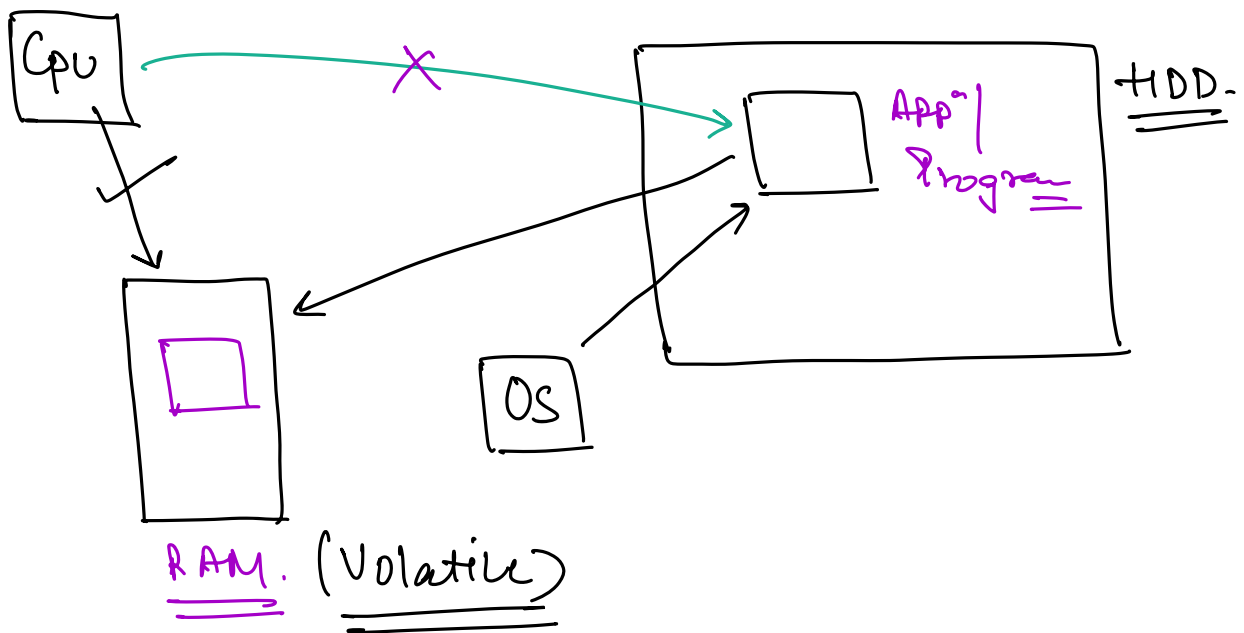 Cpu
HDD.
Appn|
Program
OS
RAM. (Volatile)